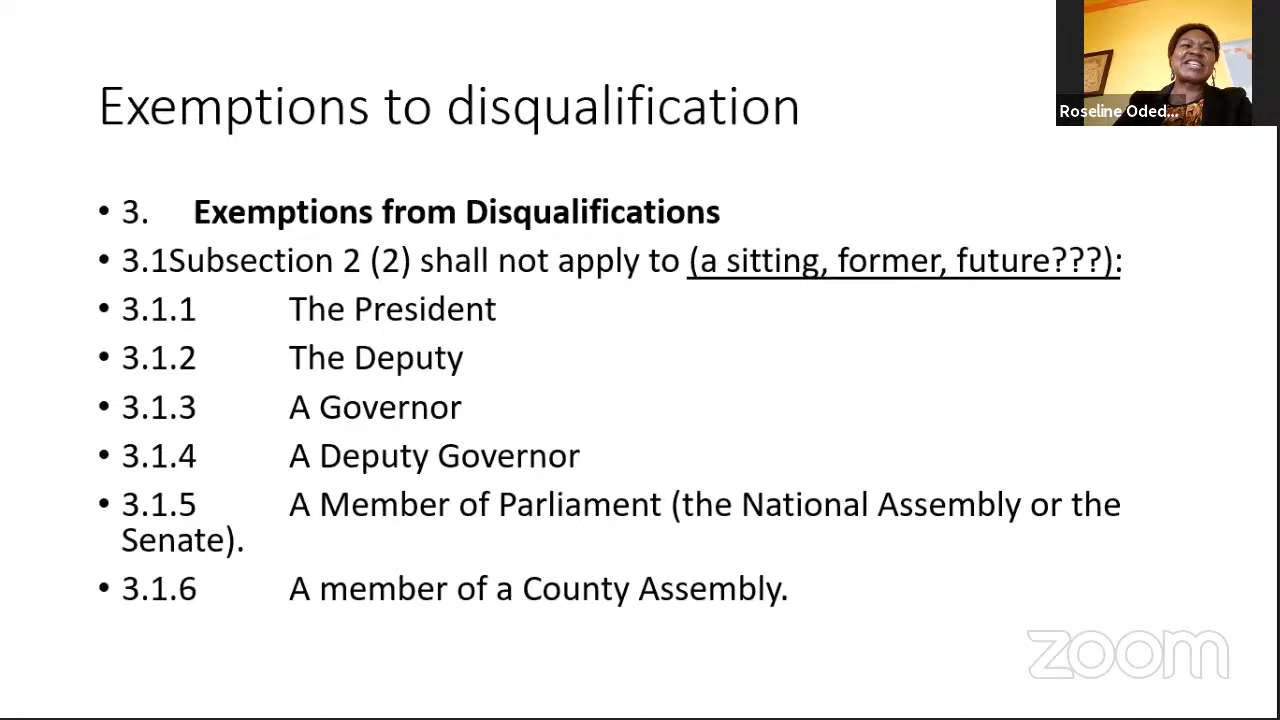 Exemptions to disqualification
Roseline Oded...
• 3. Exemptions from Disqualifications
• 3.1Subsection 2 (2) shall not apply to (a sitting, former, future???):
• 3.1.1 The President
• 3.1.2 The Deputy
• 3.1.3 A Governor
• 3.1.4 A Deputy Governor
• 3.1.5 A Member of Parliament (the National Assembly or the
Senate).
• 3.1.6 A member of a County Assembly.
zoom